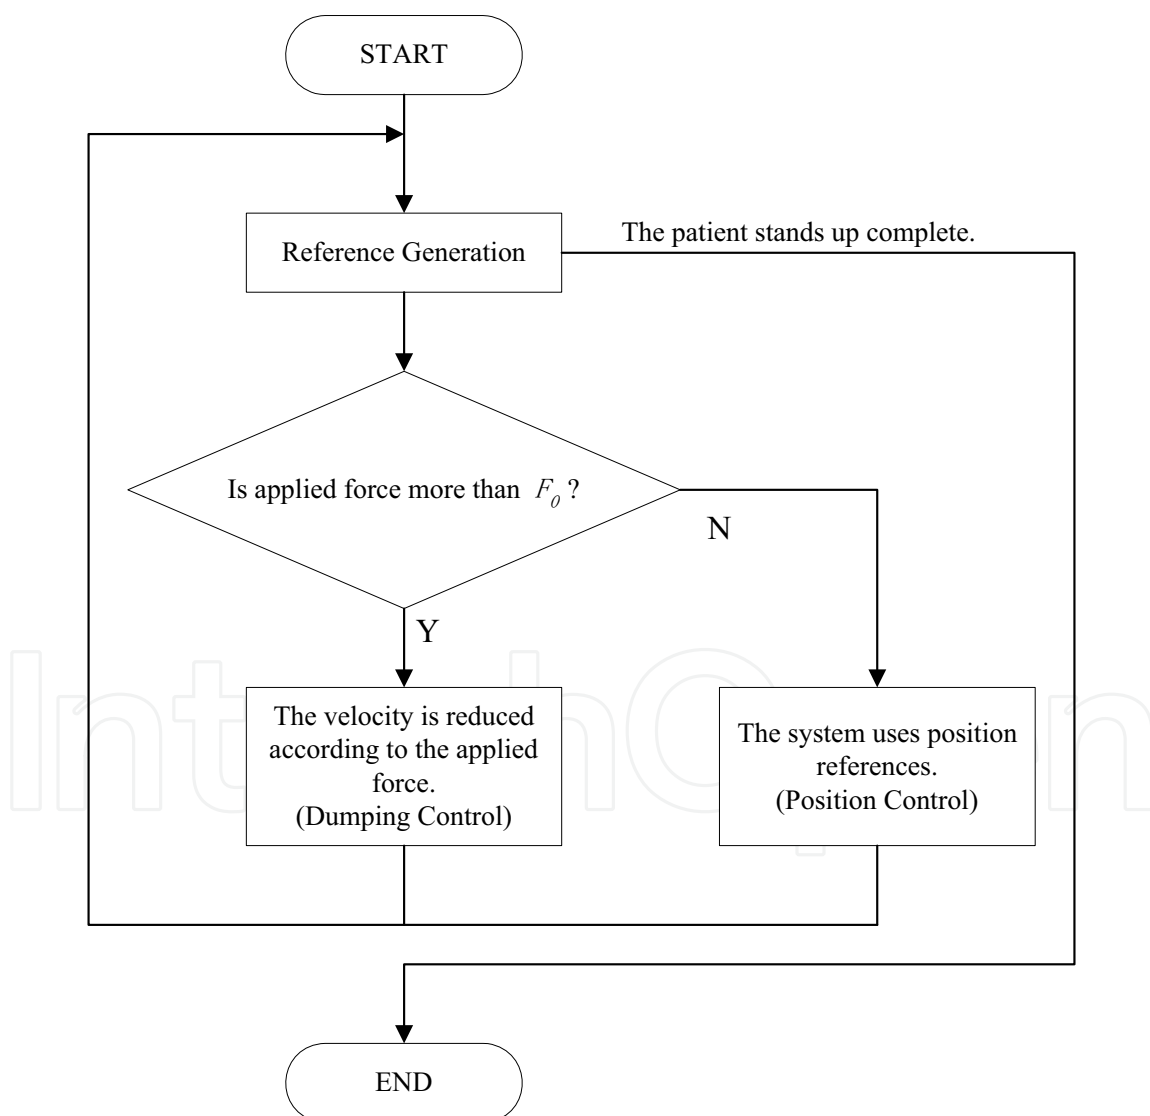 START
The patient stands up complete.
Reference Generation
Is applied force more than F0 ?
N
Y
The velocity is reduced
according to the applied
force.
(Dumping Control)
The system uses position
references.
(Position Control)
END
IntechOpen